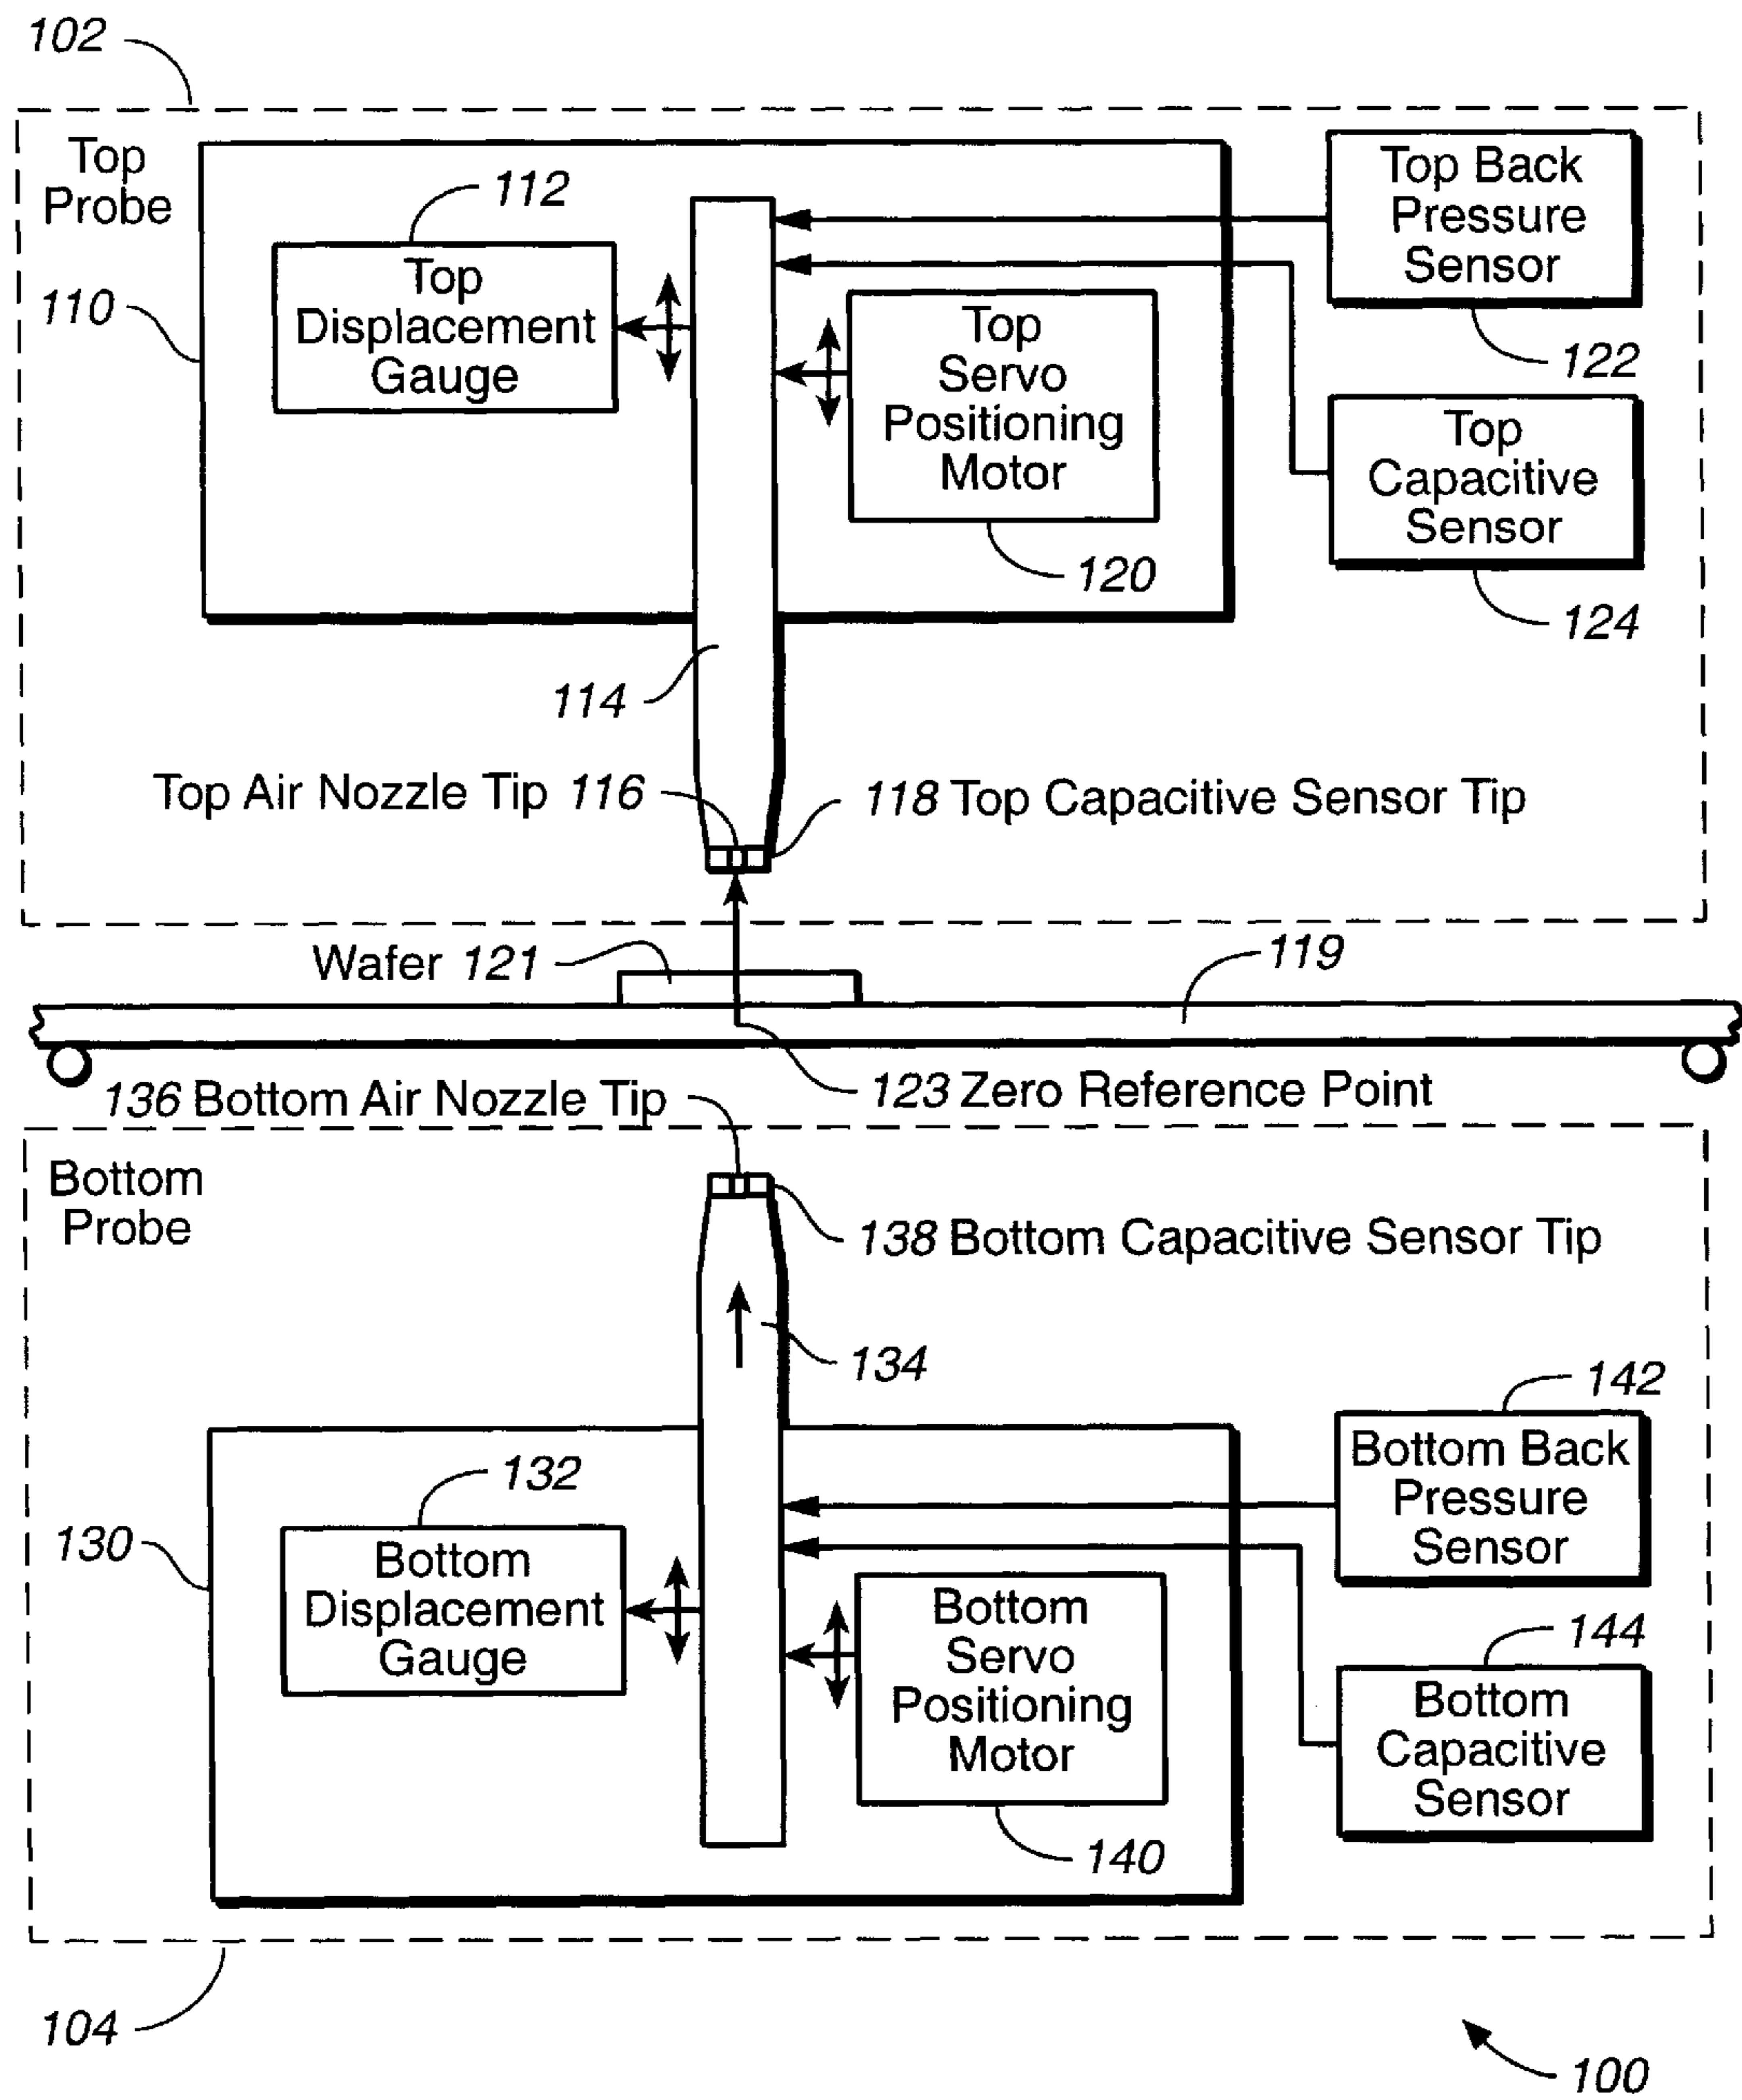 102
Top
Probe
112
Top Back
Pressure
Sensor
Top
Displacement
Gauge
110
Top
Servo
Positioning
Motor
122
Top
Capacitive
Sensor
120
124
114
Top Air Nozzle Tip 116
118 Top Capacitive Sensor Tip
Wafer 121
119
123 Zero Reference Point
136 Bottom Air Nozzle Tip
Bottom
Probe
138 Bottom Capacitive Sensor Tip
134
142
Bottom Back
Pressure
Sensor
132
130
Bottom
Displacement
Gauge
Bottom
Servo
Positioning
Motor
144
Bottom
Capacitive
Sensor
140
104
100